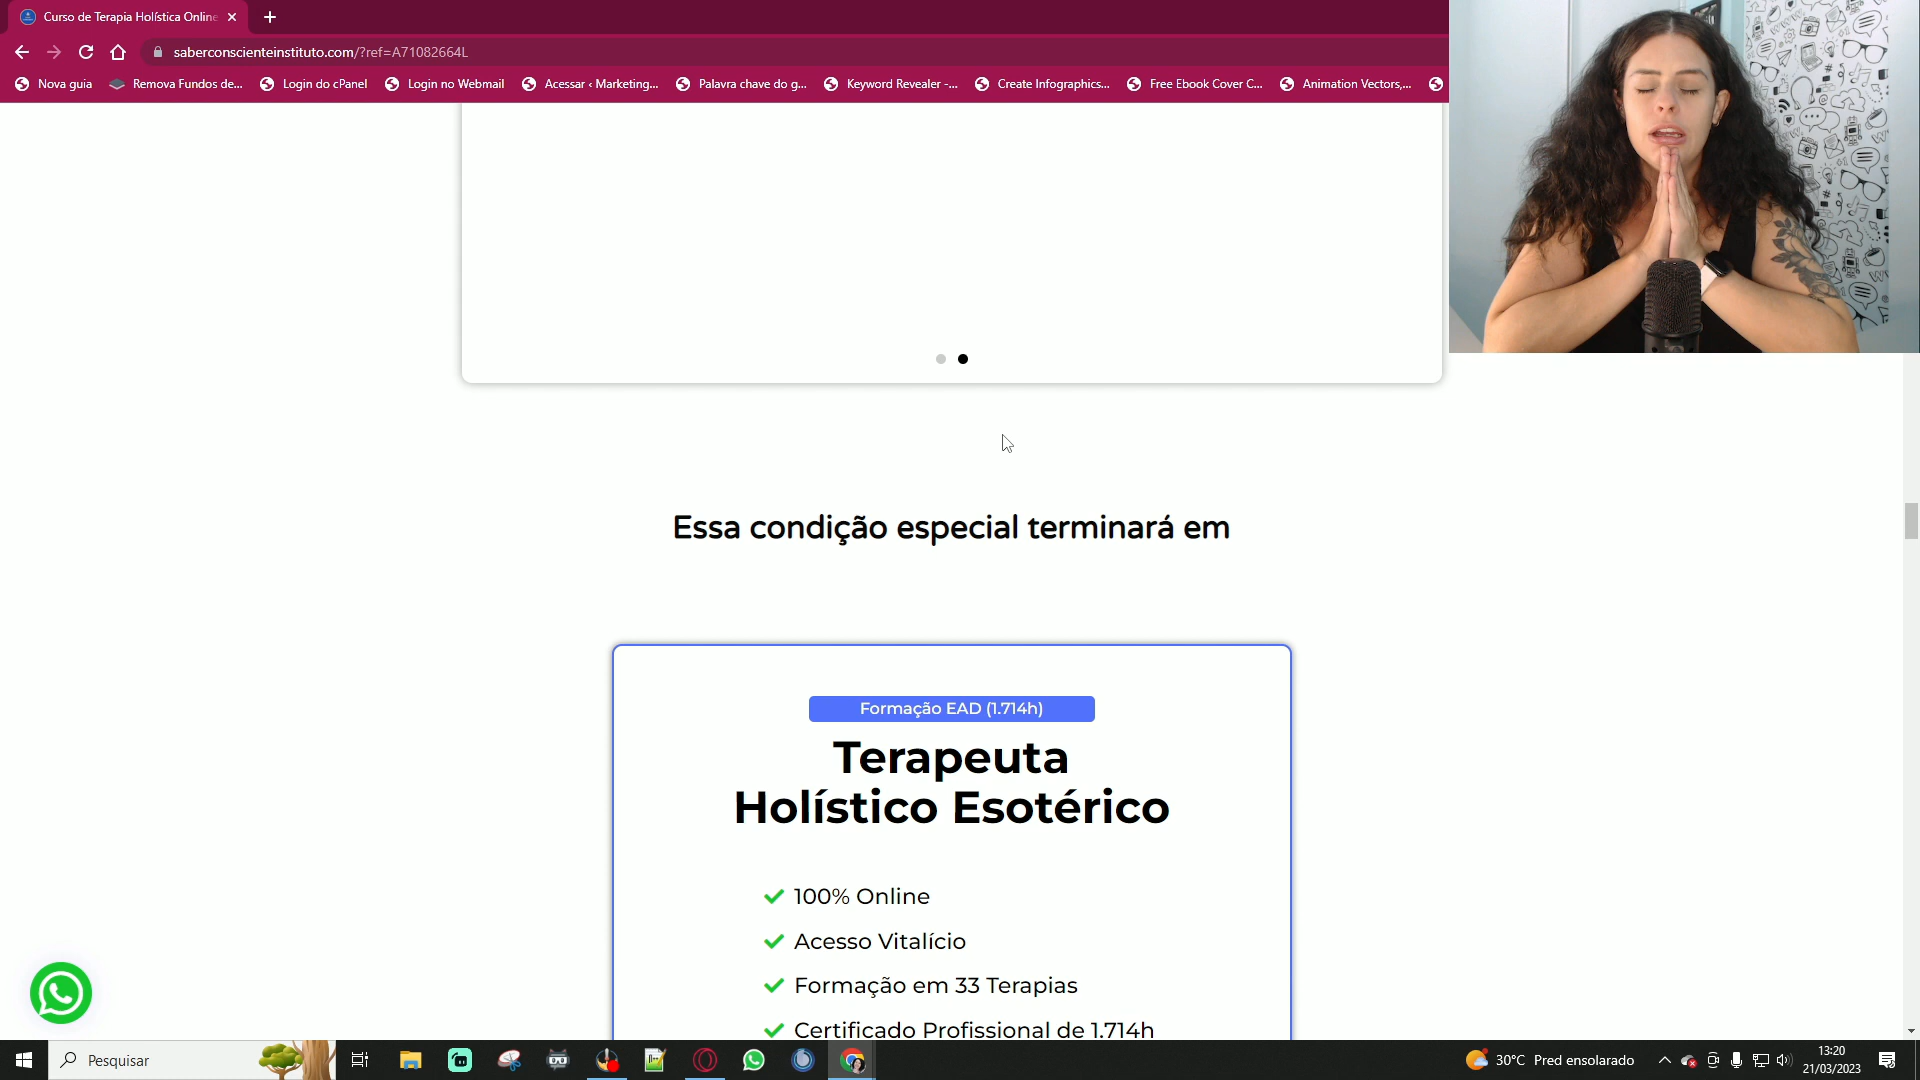 Curso de Terapia Holística Online
saberconscienteinstituto.com/?ref=A71082664L
Nova guia
Remova Fundos de...
Login do cPanel
Login no Webmail
Acessar ‹ Marketing...
Palavra chave do g...
Keyword Revealer -...
Create Infographics...
Free Ebook Cover C...
Animation Vectors,...
Essa condição especial terminará em
Formação EAD (1.714h)
Terapeuta
Holístico Esotérico
100% Online
Acesso Vitalício
Formação em 33 Terapias
Certificado Profissional de 1.714h
Pesquisar
30°C Pred ensolarado
13:20
21/03/2023